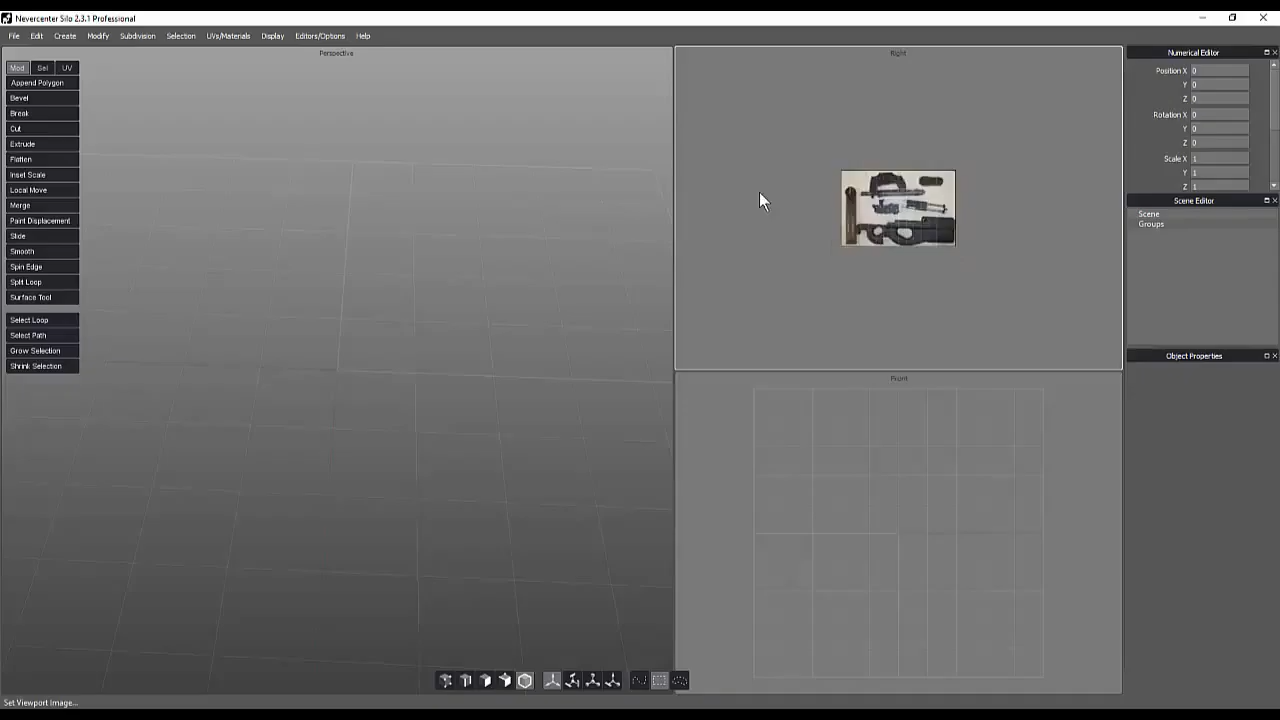 Nevercenter Silo 2.3.1 Professional
File Edit Create Modify Subdivision Selection UVs/Materials Display Editors/Options Help
Perspective
Right
Numerical Editor
Mod Sel UV
Append Polygon
Bevel
Break
Cut
Extrude
Flatten
Inset Scale
Local Move
Merge
Paint Displacement
Slide
Smooth
Spin Edge
Split Loop
Surface Tool
Select Loop
Select Path
Grow Selection
Shrink Selection
Position X 0
Y 0
Z 0
Rotation X 0
Y 0
Z 0
Scale X 1
Y 1
Z 1
Scene Editor
Scene
Groups
Object Properties
Front
Set Viewport Image...